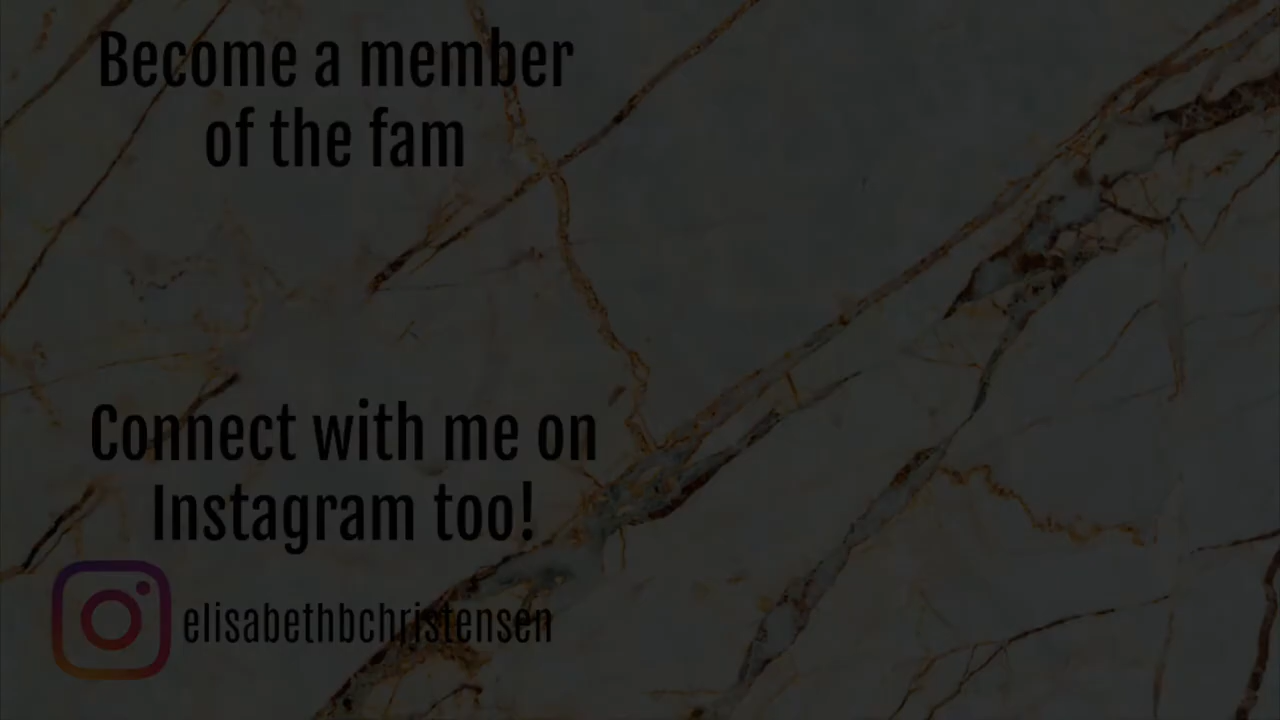 Become a member
of the fam
Connect with me on
Instagram too!
elisabethbchristensen